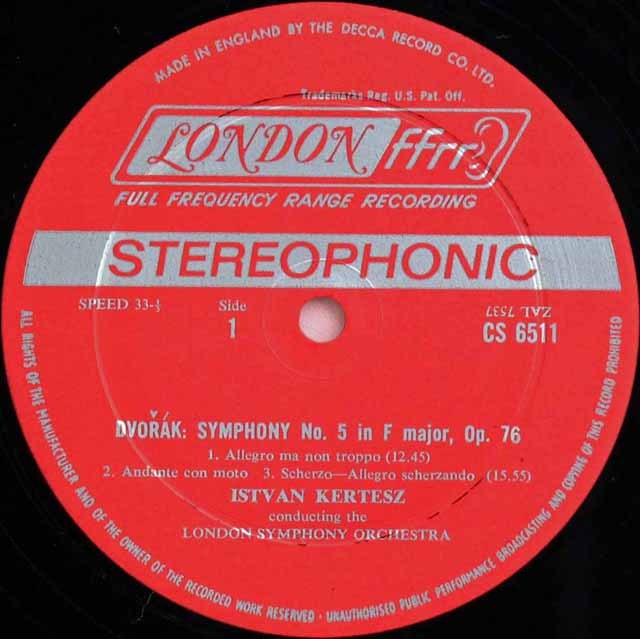 MADE IN ENGLAND BY THE DECCA RECORD CO. LTD.
Trademarks Reg. U.S. Pat. Off.
LONDON ffrr
FULL FREQUENCY RANGE RECORDING
STEREOPHONIC
SPEED 33-⅓
Side
1
ZAL 7537
CS 6511
DVOŘÁK: SYMPHONY No. 5 in F major, Op. 76
1. Allegro ma non troppo (12.45)
2. Andante con moto 3. Scherzo—Allegro scherzando (15.55)
ISTVAN KERTESZ
conducting the
LONDON SYMPHONY ORCHESTRA
ALL RIGHTS OF THE MANUFACTURER AND OF THE OWNER OF THE RECORDED WORK RESERVED · UNAUTHORISED PUBLIC PERFORMANCE BROADCASTING AND COPYING OF THIS RECORD PROHIBITED